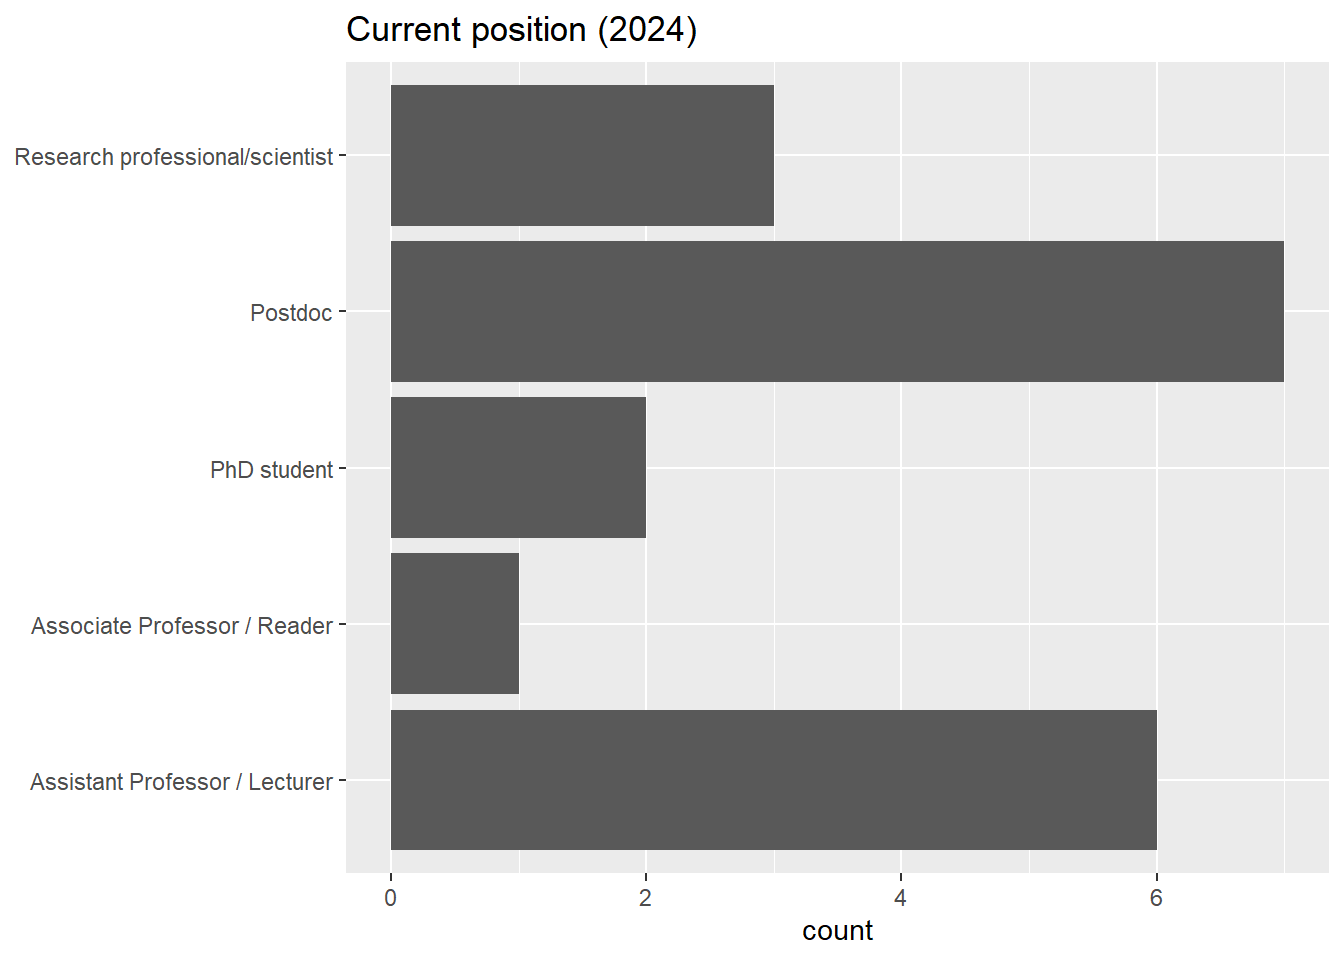 Current position (2024)
Research professional/scientist
Postdoc
PhD student
Associate Professor / Reader
Assistant Professor / Lecturer
0 2 4 6
count